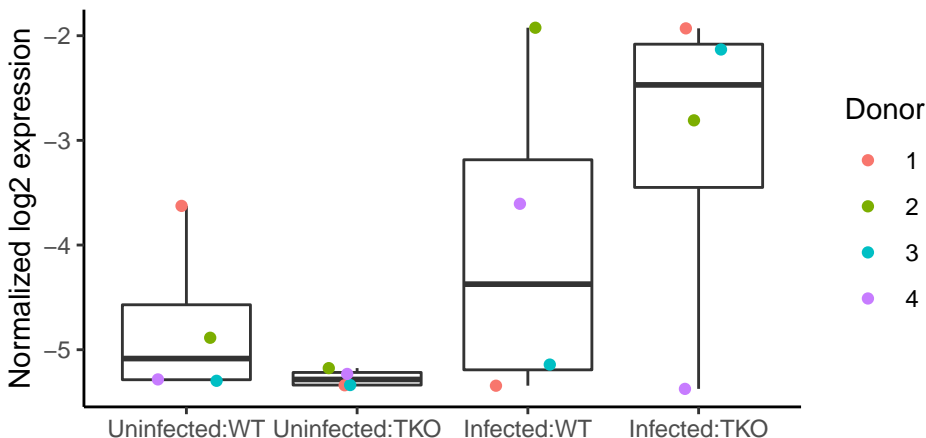 Normalized log2 expression
−2
−3
−4
−5
Uninfected:WT
Uninfected:TKO
Infected:WT
Infected:TKO
Donor
1
2
3
4